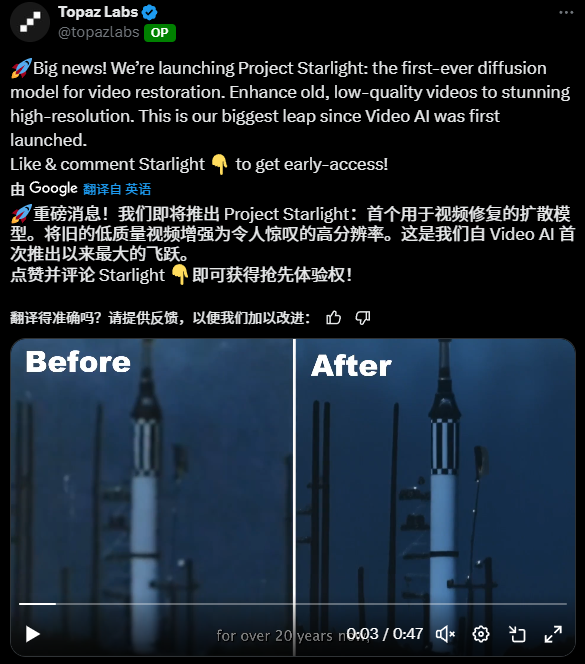 Topaz Labs
@topazlabs OP
🚀Big news! We’re launching Project Starlight: the first-ever diffusion
model for video restoration. Enhance old, low-quality videos to stunning
high-resolution. This is our biggest leap since Video AI was first
launched.
Like & comment Starlight 👇 to get early-access!
由 Google 翻译自 英语
🚀重磅消息！我们即将推出 Project Starlight：首个用于视频修复的扩散模
型。将旧的低质量视频增强为令人惊叹的高分辨率。这是我们自 Video AI 首
次推出以来最大的飞跃。
点赞并评论 Starlight 👇即可获得抢先体验权！
翻译得准确吗？请提供反馈，以便我们加以改进：
Before
After
for over 20 years now,
0:03 / 0:47